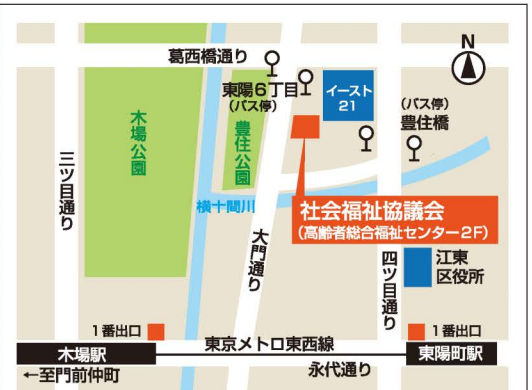 葛西橋通り
N
東陽6丁目
(バス停)
イースト
21
(バス停)
豊住橋
木場公園
豊住公園
三ツ目通り
横十間川
社会福祉協議会
(高齢者総合福祉センター2F)
大門通り
四ツ目通り
江東
区役所
1番出口
東京メトロ東西線
1番出口
木場駅
東陽町駅
←至門前仲町
永代通り